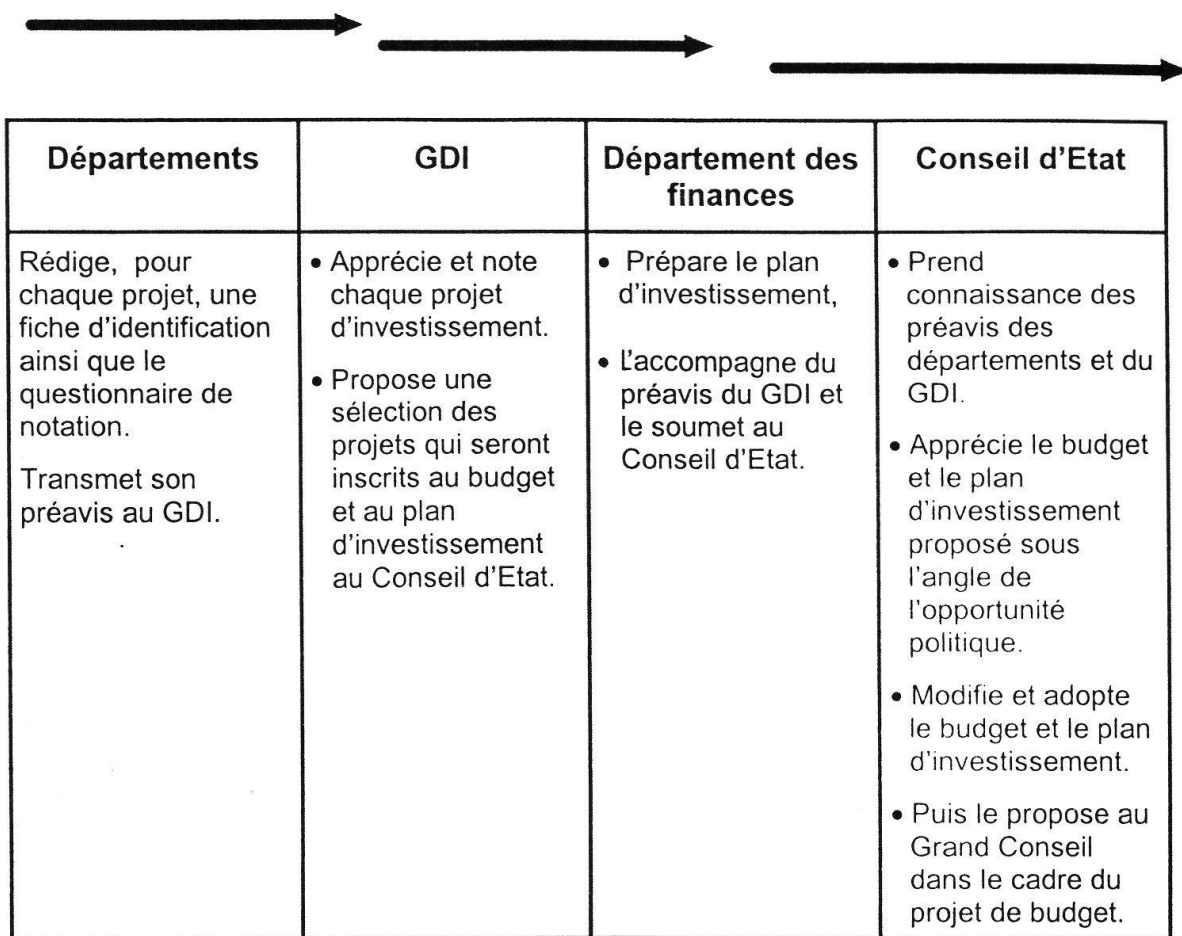 Départements
Rédige, pour
chaque projet, une
fiche d'identification
ainsi que le
questionnaire de
notation.
Transmet son
préavis au GDI.
GDI
• Apprécie et note
chaque projet
d'investissement.
• Propose une
sélection des
projets qui seront
inscrits au budget
et au plan
d'investissement
au Conseil d'Etat.
Département des
finances
• Prépare le plan
d'investissement,
• L'accompagne du
préavis du GDI et
le soumet au
Conseil d'Etat.
Conseil d'Etat
• Prend
connaissance des
préavis des
départements et du
GDI.
• Apprécie le budget
et le plan
d'investissement
proposé sous
l'angle de
l'opportunité
politique.
• Modifie et adopte
le budget et le plan
d'investissement.
• Puis le propose au
Grand Conseil
dans le cadre du
projet de budget.